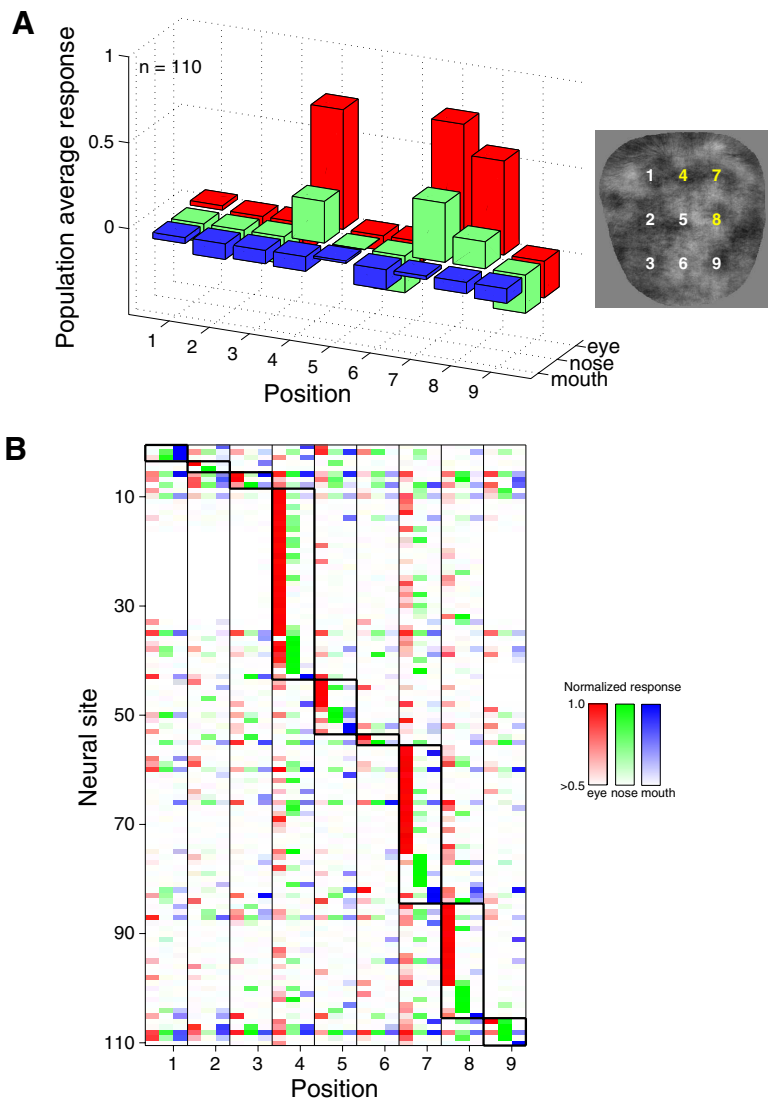 A
Population average response
1
0.5
0
n = 110
1 2 3 4 5 6 7 8 9
Position
eye
nose
mouth
1 4 7
2 5 8
3 6 9
B
Neural site
10
30
50
70
90
110
1 2 3 4 5 6 7 8 9
Position
Normalized response
1.0
>0.5
eye nose mouth